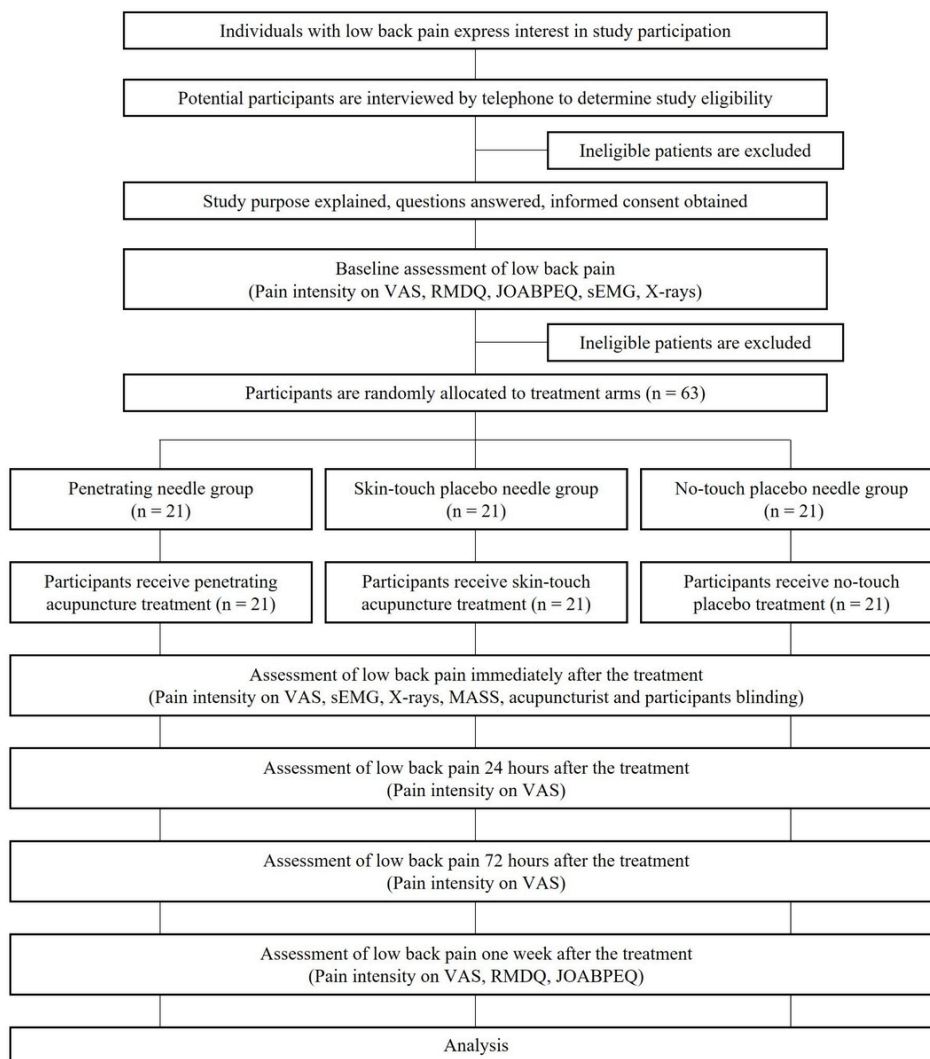 Individuals with low back pain express interest in study participation
Potential participants are interviewed by telephone to determine study eligibility
Ineligible patients are excluded
Study purpose explained, questions answered, informed consent obtained
Baseline assessment of low back pain
(Pain intensity on VAS, RMDQ, JOABPEQ, sEMG, X-rays)
Ineligible patients are excluded
Participants are randomly allocated to treatment arms (n = 63)
Penetrating needle group
(n = 21)
Skin-touch placebo needle group
(n = 21)
No-touch placebo needle group
(n = 21)
Participants receive penetrating
acupuncture treatment (n = 21)
Participants receive skin-touch
acupuncture treatment (n = 21)
Participants receive no-touch
placebo treatment (n = 21)
Assessment of low back pain immediately after the treatment
(Pain intensity on VAS, sEMG, X-rays, MASS, acupuncturist and participants blinding)
Assessment of low back pain 24 hours after the treatment
(Pain intensity on VAS)
Assessment of low back pain 72 hours after the treatment
(Pain intensity on VAS)
Assessment of low back pain one week after the treatment
(Pain intensity on VAS, RMDQ, JOABPEQ)
Analysis